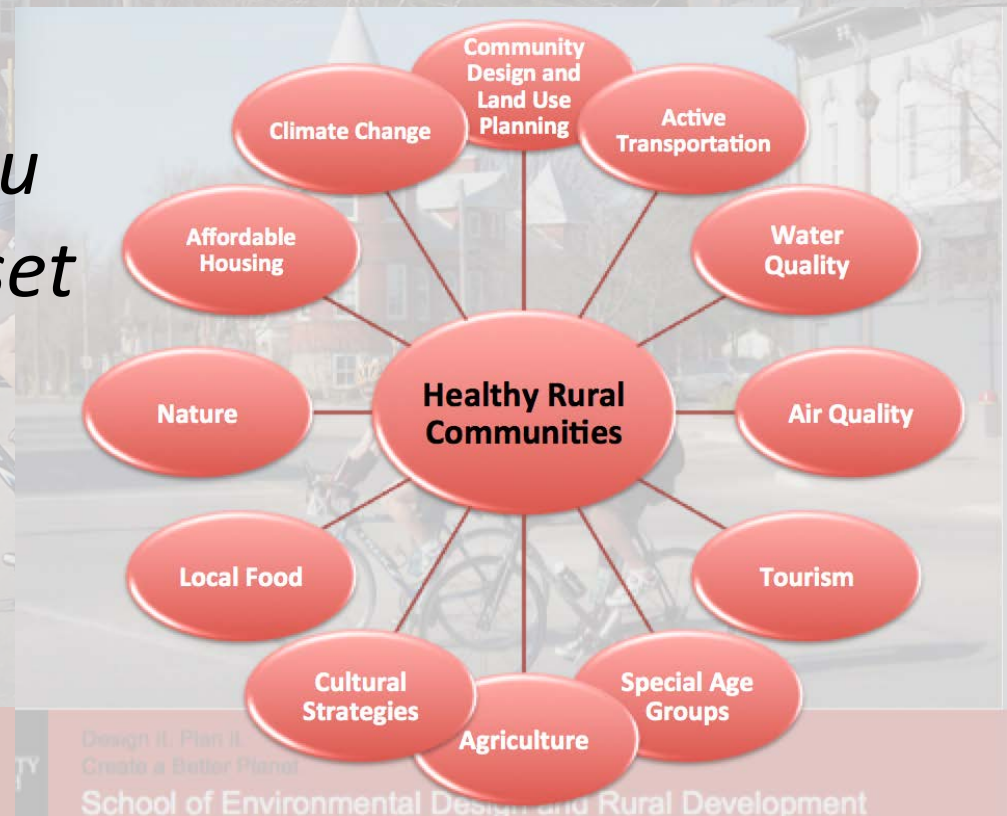 u
set
Community
Design and
Land Use
Planning
Active
Transportation
Water
Quality
Air Quality
Tourism
Special Age
Groups
Agriculture
Cultural
Strategies
Local Food
Nature
Affordable
Housing
Climate Change
Healthy Rural
Communities
TY
Design it. Plan it.
Create a Better Planet
School of Environmental Design and Rural Development